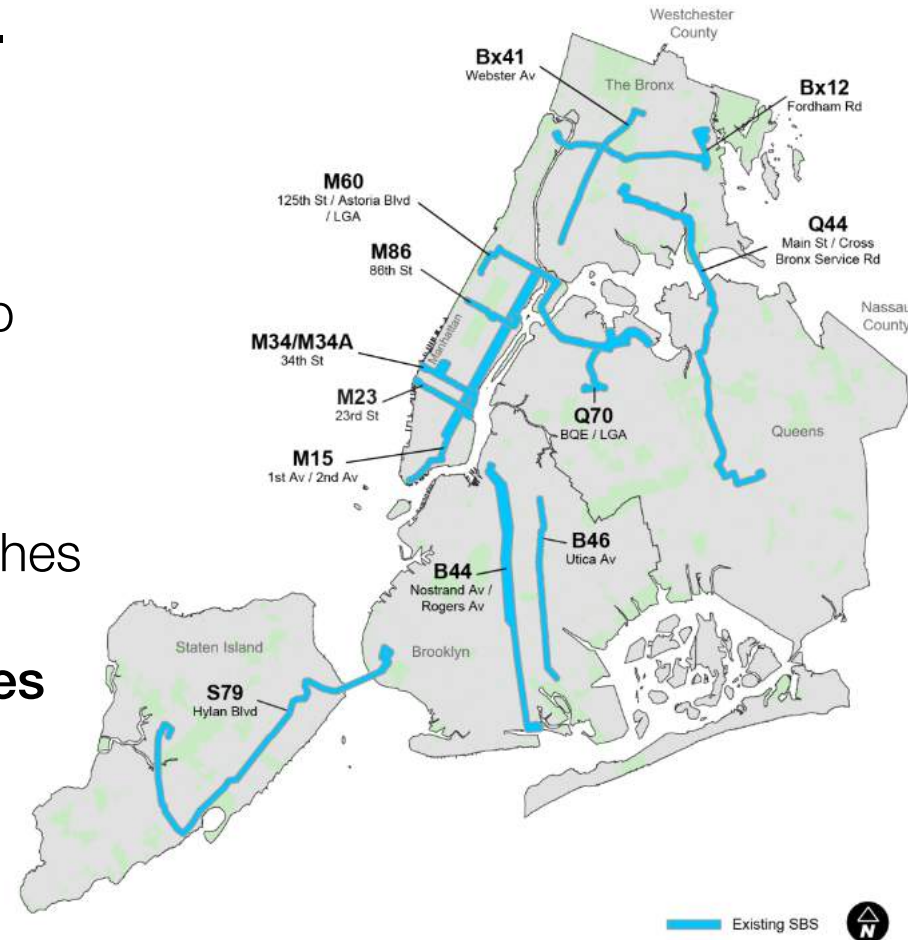 Westchester
County
Bx41
Webster Av
The Bronx
Bx12
Fordham Rd
M60
125th St / Astoria Blvd
/ LGA
Q44
Main St / Cross
Bronx Service Rd
M86
86th St
Nassau
County
Manhattan
M34/M34A
34th St
M23
23rd St
Q70
BQE / LGA
Queens
M15
1st Av / 2nd Av
B46
Utica Av
B44
Nostrand Av /
Rogers Av
Brooklyn
Staten Island
S79
Hylan Blvd
Existing SBS
N